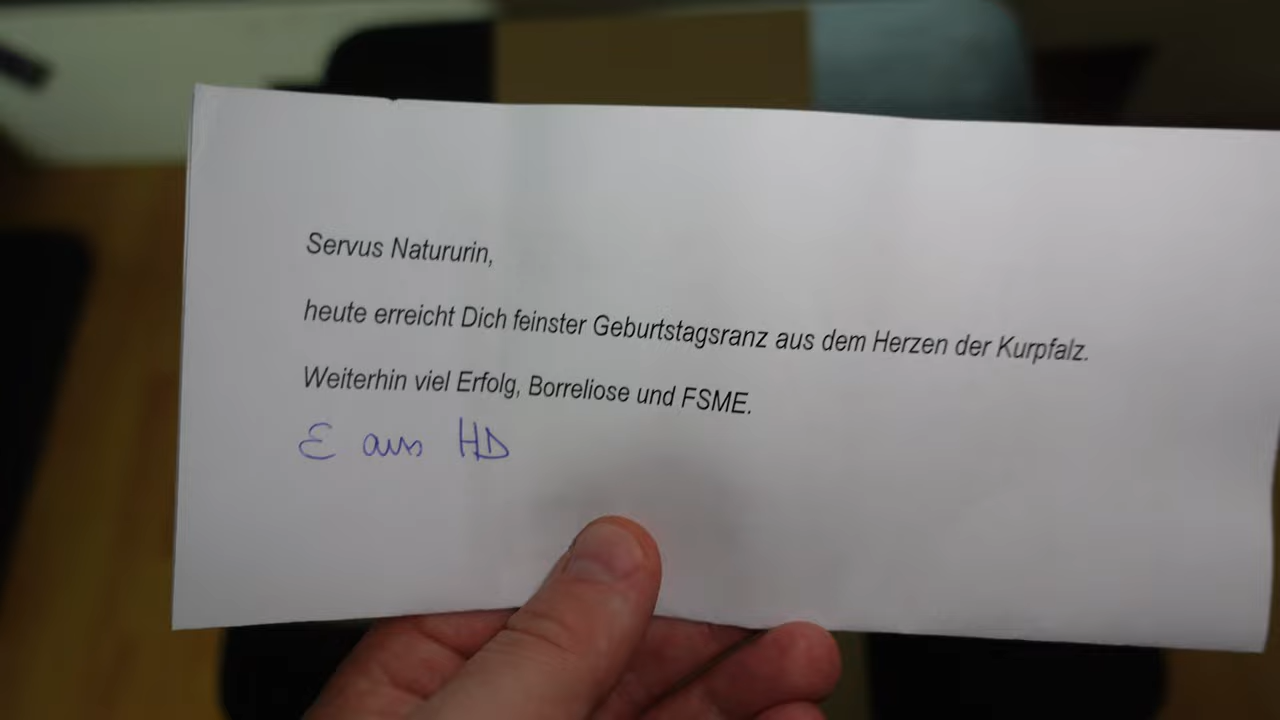 Servus Natururin,
heute erreicht Dich feinster Geburtstagsranz aus dem Herzen der Kurpfalz.
Weiterhin viel Erfolg, Borreliose und FSME.
E aus HD